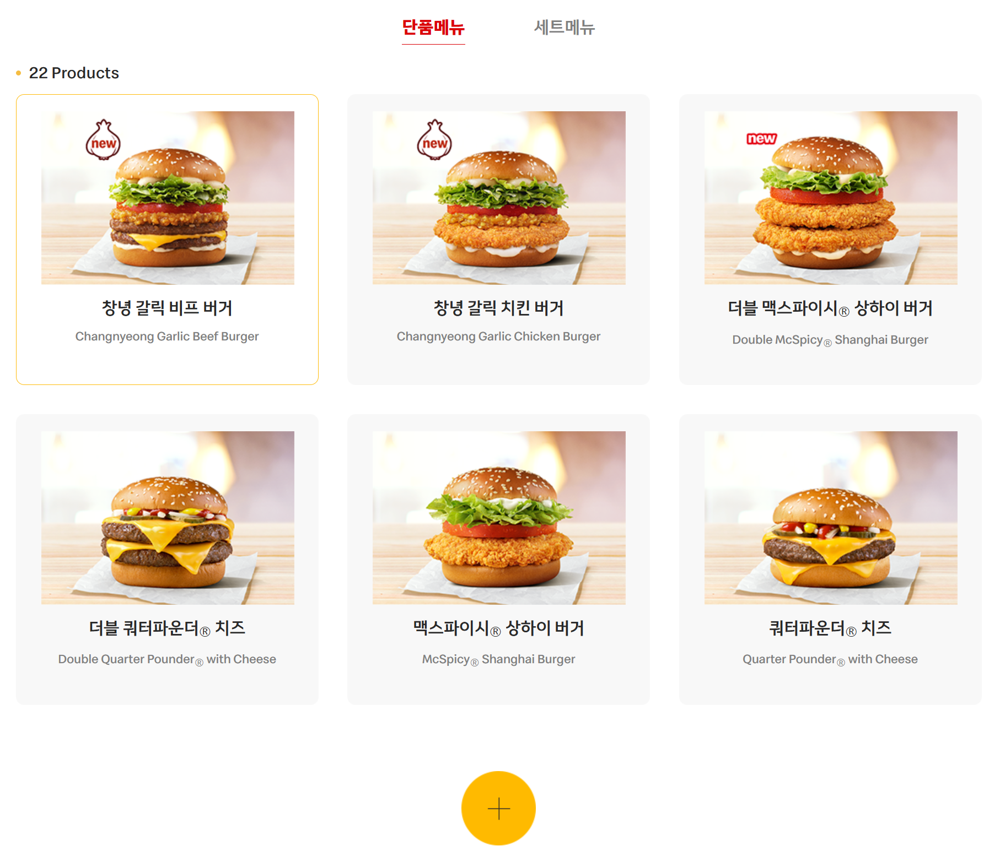 단품메뉴 세트메뉴
22 Products
new new new
창녕 갈릭 비프 버거 창녕 갈릭 치킨 버거 더블 맥스파이시® 상하이 버거
Changnyeong Garlic Beef Burger Changnyeong Garlic Chicken Burger Double McSpicy® Shanghai Burger
더블 쿼터파운더® 치즈 맥스파이시® 상하이 버거 쿼터파운더® 치즈
Double Quarter Pounder® with Cheese McSpicy® Shanghai Burger Quarter Pounder® with Cheese